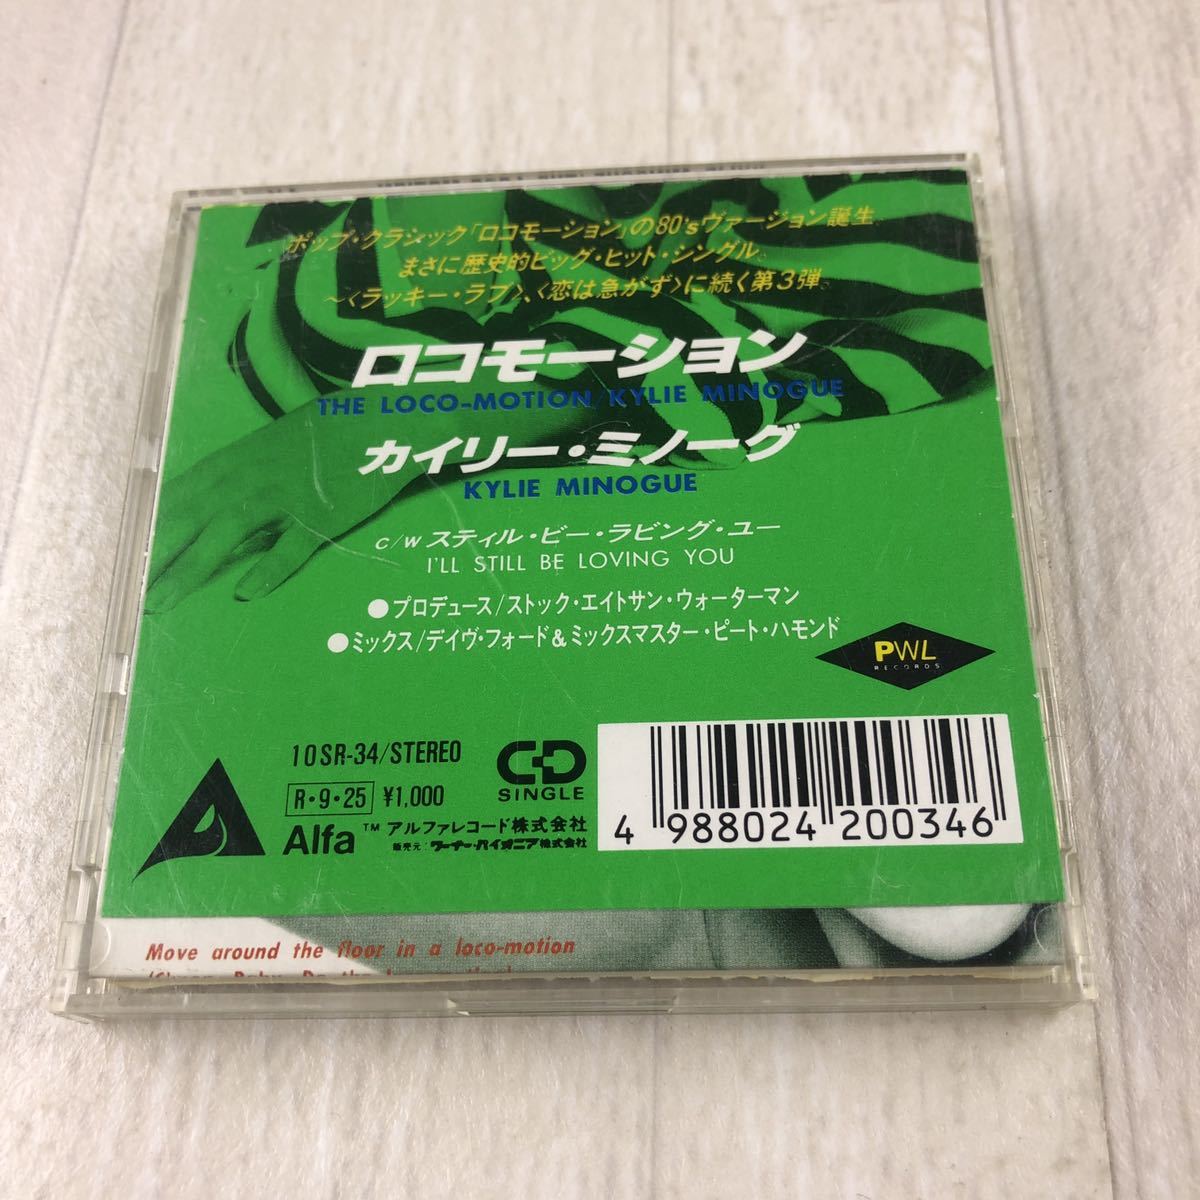 ポップ・クラシック「ロコモーション」の80'sヴァージョン誕生。
まさに歴史的ビッグ・ヒット・シングル。
～〈ラッキー・ラブ〉、〈恋は急がず〉に続く第3弾。
ロコモーション
THE LOCO-MOTION/KYLIE MINOGUE
カイリー・ミノーグ
KYLIE MINOGUE
c/w スティル・ビー・ラビング・ユー
I'LL STILL BE LOVING YOU
●プロデュース/ストック・エイトサン・ウォーターマン
●ミックス/デイヴ・フォード&ミックスマスター・ピート・ハモンド
PWL
RECORDS
10SR-34/STEREO
R・9・25 ¥1,000
CD
SINGLE
Alfa™ アルファレコード株式会社
販売元:ワーナー・パイオニア株式会社
4 988024 200346
Move around the floor in a loco-motion